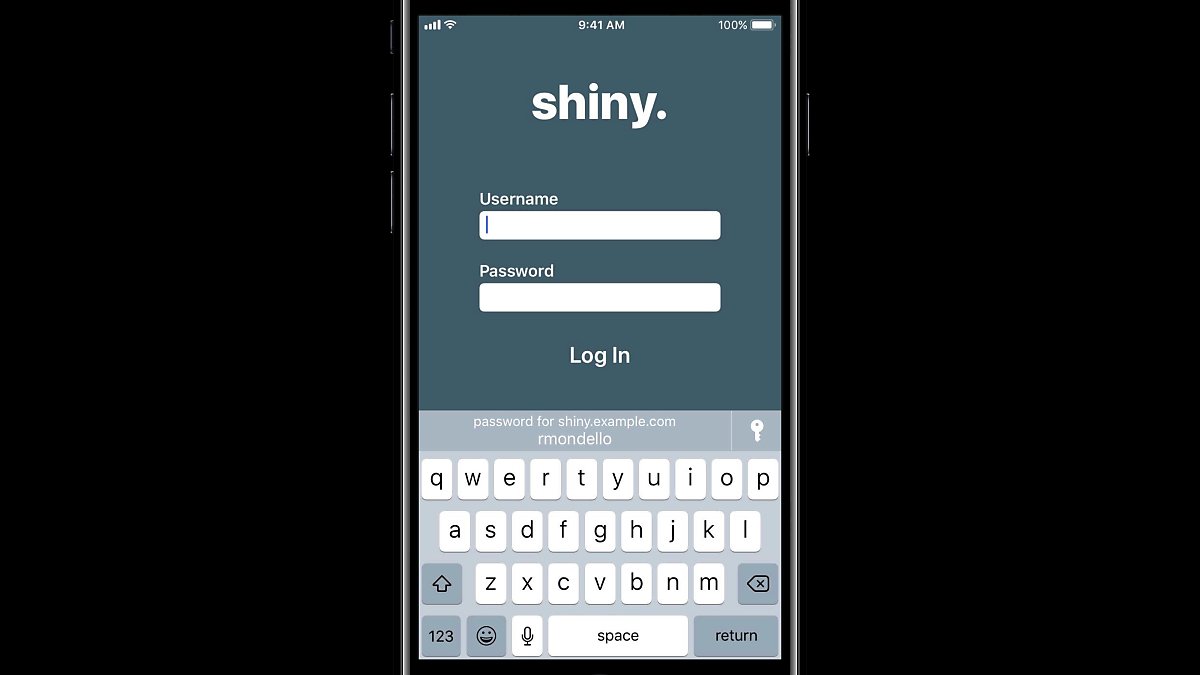 9:41 AM 100%
shiny.
Username
Password
Log In
password for shiny.example.com
rmondello
q w e r t y u i o p
a s d f g h j k l
z x c v b n m
123 space return